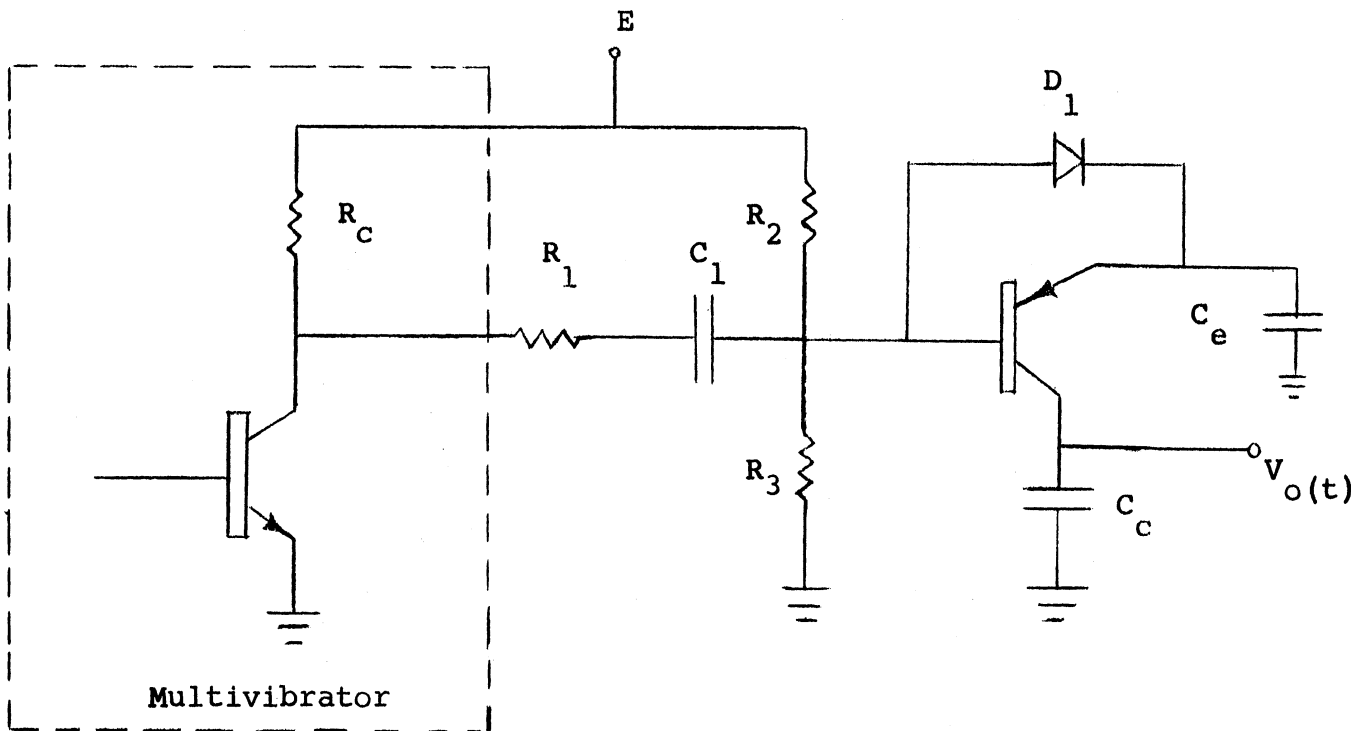 E
D1
Rc
R2
R1
C1
Ce
R3
Cc
Vo(t)
Multivibrator